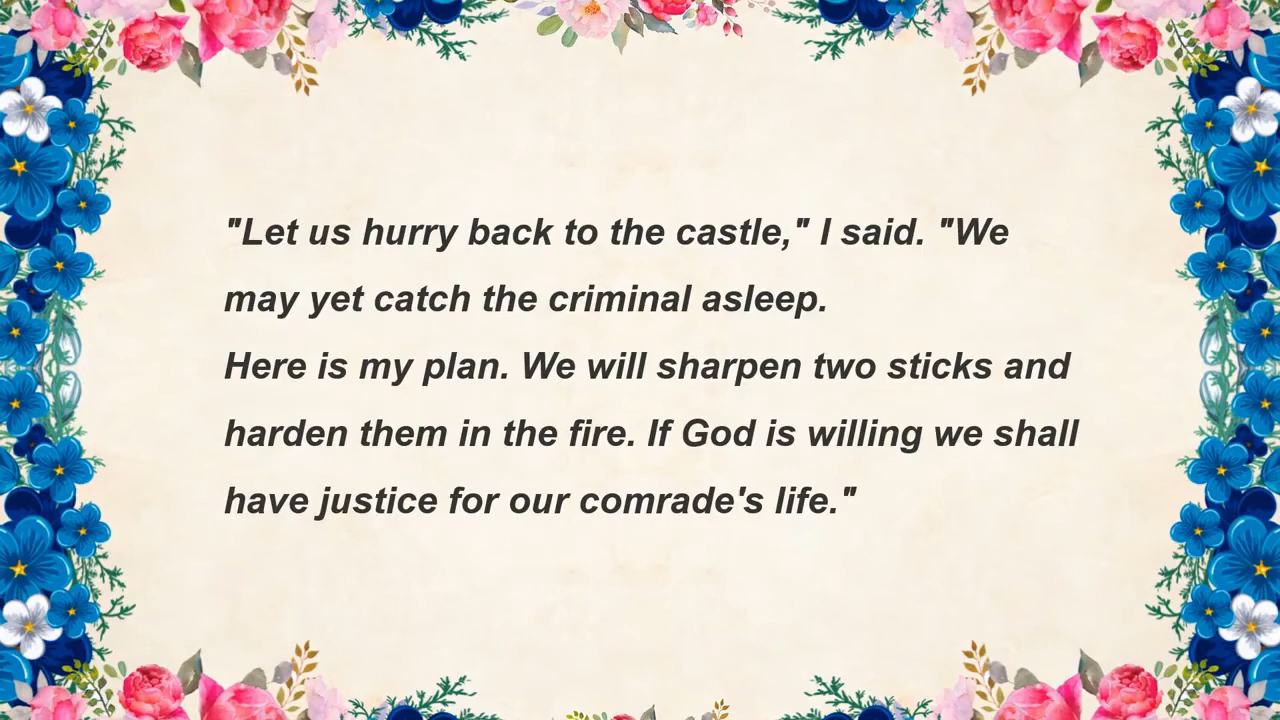 "Let us hurry back to the castle," I said. "We
may yet catch the criminal asleep.
Here is my plan. We will sharpen two sticks and
harden them in the fire. If God is willing we shall
have justice for our comrade's life."